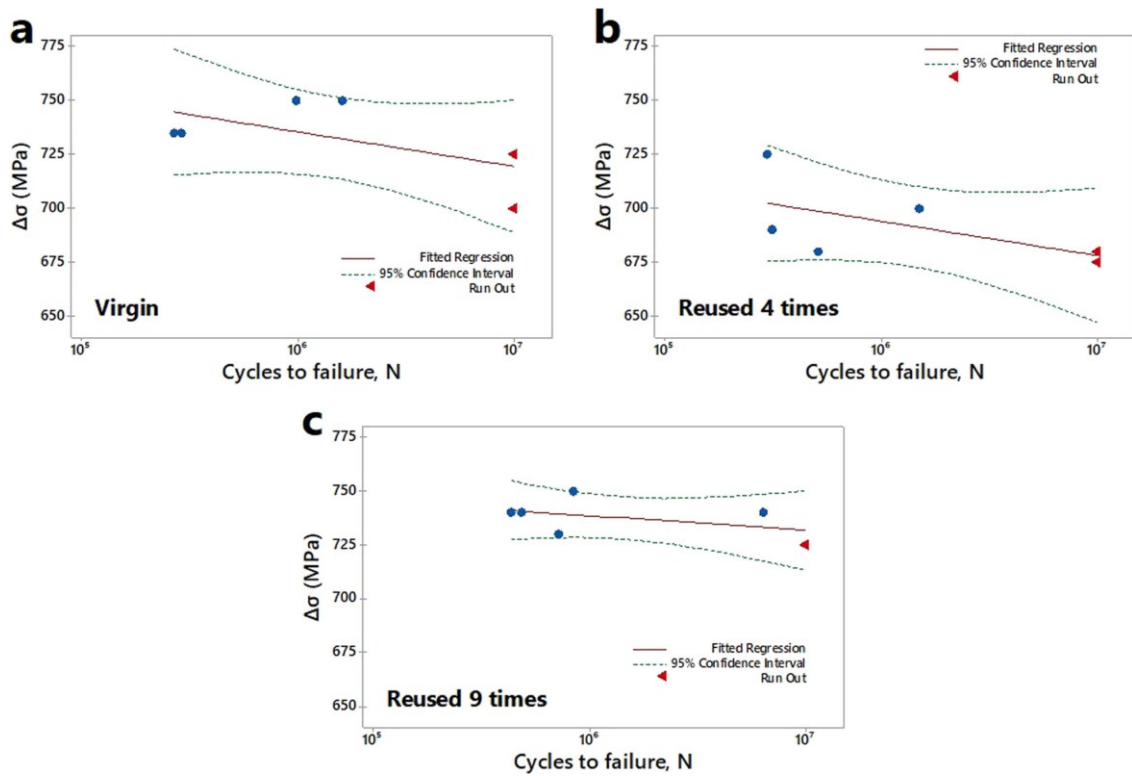 a
775
750
725
700
675
650
Δσ (MPa)
Fitted Regression
95% Confidence Interval
Run Out
Virgin
10⁵
10⁶
10⁷
Cycles to failure, N
b
775
750
725
700
675
650
Δσ (MPa)
Fitted Regression
95% Confidence Interval
Run Out
Reused 4 times
10⁵
10⁶
10⁷
Cycles to failure, N
c
775
750
725
700
675
650
Δσ (MPa)
Fitted Regression
95% Confidence Interval
Run Out
Reused 9 times
10⁵
10⁶
10⁷
Cycles to failure, N